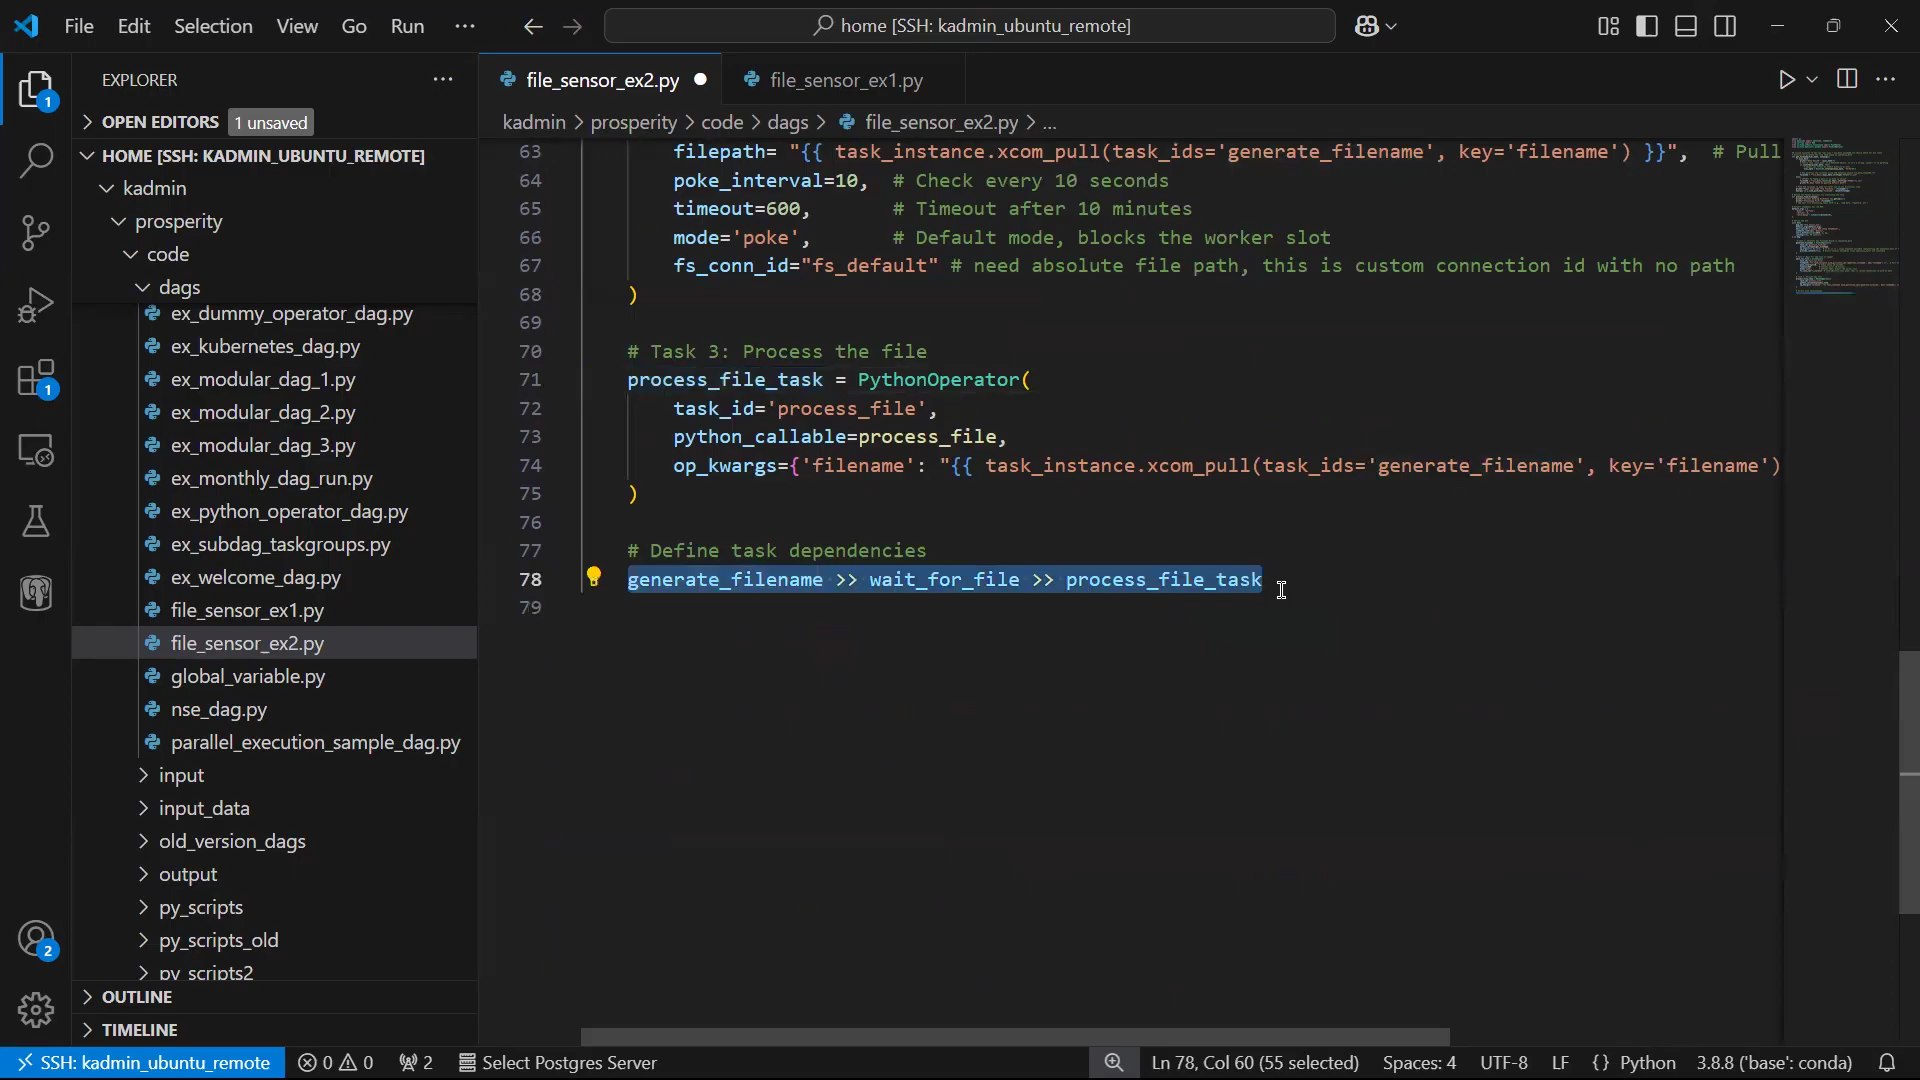 File Edit Selection View Go Run ··· home [SSH: kadmin_ubuntu_remote]
EXPLORER ···
file_sensor_ex2.py file_sensor_ex1.py
OPEN EDITORS 1 unsaved
kadmin > prosperity > code > dags > file_sensor_ex2.py > ...
HOME [SSH: KADMIN_UBUNTU_REMOTE]
kadmin
prosperity
code
dags
ex_dummy_operator_dag.py
ex_kubernetes_dag.py
ex_modular_dag_1.py
ex_modular_dag_2.py
ex_modular_dag_3.py
ex_monthly_dag_run.py
ex_python_operator_dag.py
ex_subdag_taskgroups.py
ex_welcome_dag.py
file_sensor_ex1.py
file_sensor_ex2.py
global_variable.py
nse_dag.py
parallel_execution_sample_dag.py
input
input_data
old_version_dags
output
py_scripts
py_scripts_old
py_scripts2
OUTLINE
TIMELINE
63 filepath= "{{ task_instance.xcom_pull(task_ids='generate_filename', key='filename') }}", # Pull
64 poke_interval=10, # Check every 10 seconds
65 timeout=600, # Timeout after 10 minutes
66 mode='poke', # Default mode, blocks the worker slot
67 fs_conn_id="fs_default" # need absolute file path, this is custom connection id with no path
68 )
69
70 # Task 3: Process the file
71 process_file_task = PythonOperator(
72 task_id='process_file',
73 python_callable=process_file,
74 op_kwargs={'filename': "{{ task_instance.xcom_pull(task_ids='generate_filename', key='filename')
75 )
76
77 # Define task dependencies
78 generate_filename >> wait_for_file >> process_file_task
79
1
1
2
SSH: kadmin_ubuntu_remote 0 0 2 Select Postgres Server Ln 78, Col 60 (55 selected) Spaces: 4 UTF-8 LF {} Python 3.8.8 ('base': conda)